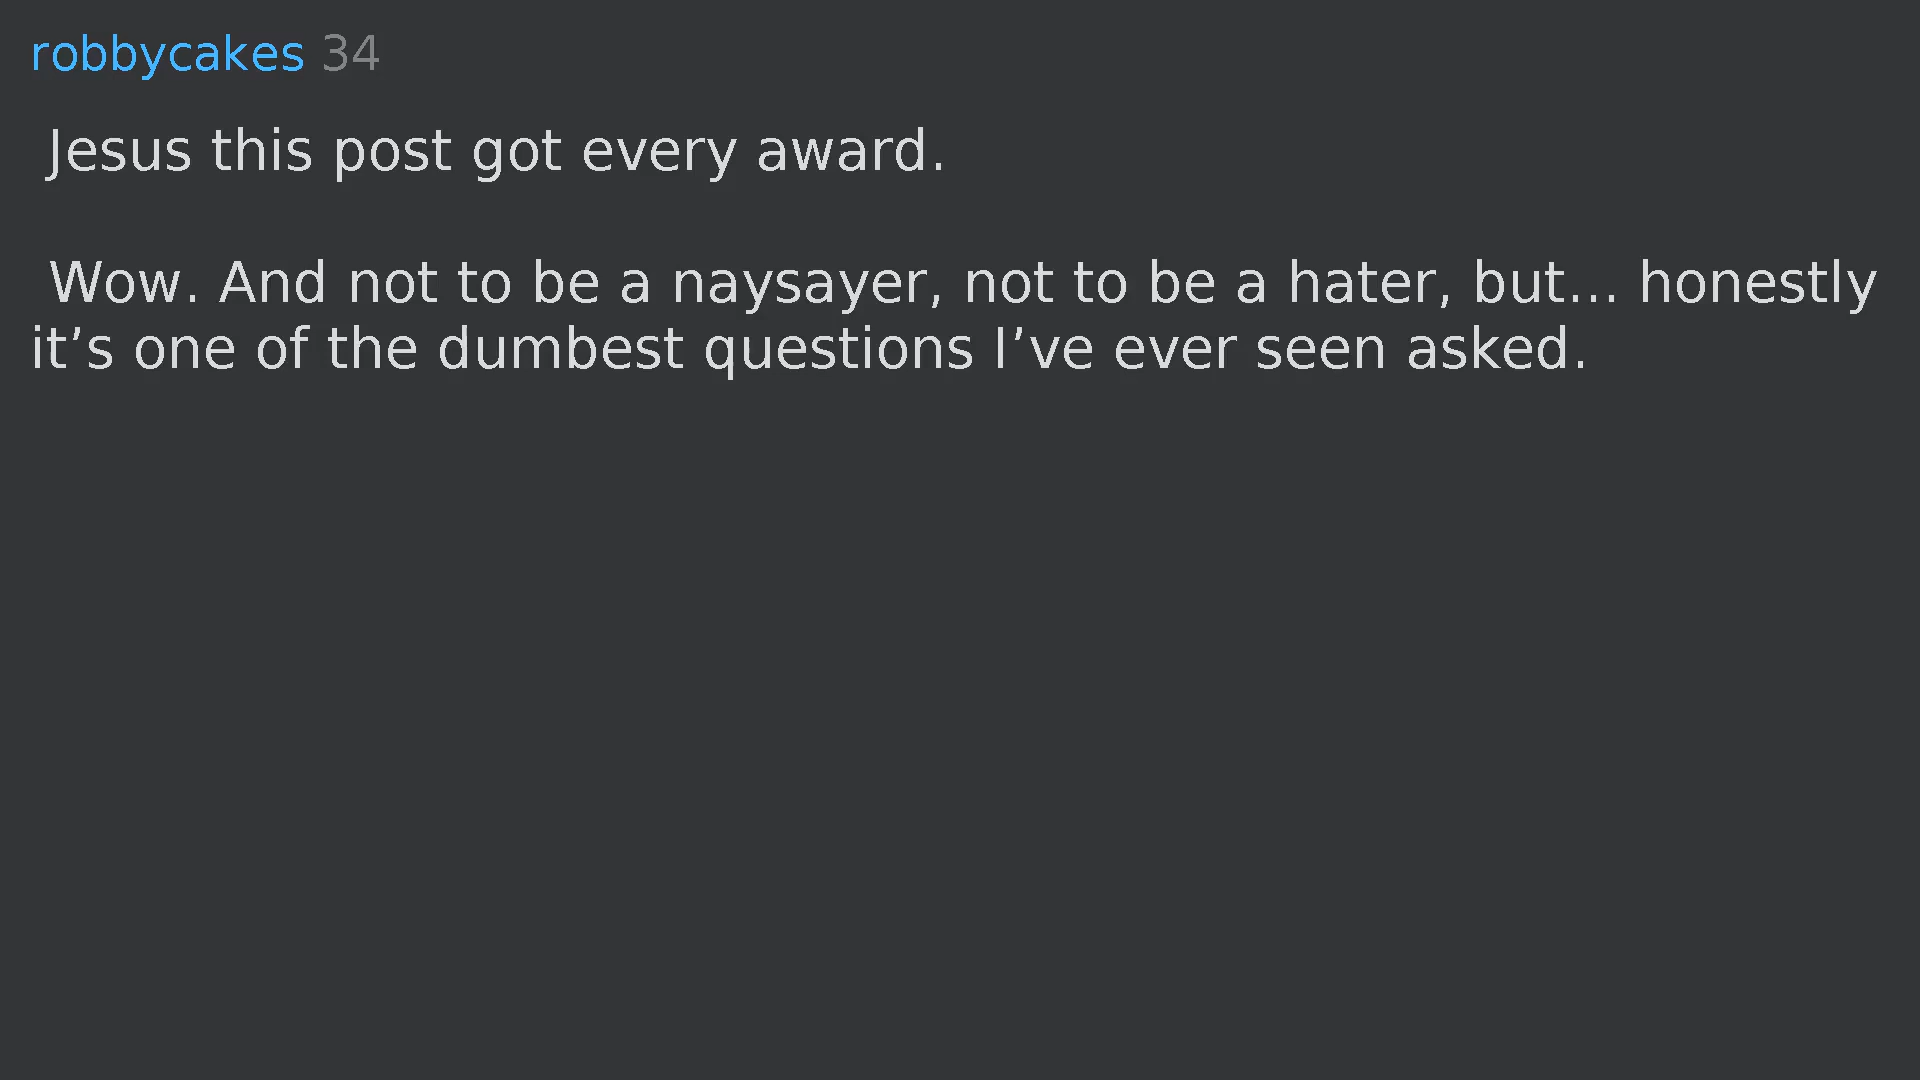 robbycakes 34
Jesus this post got every award.
Wow. And not to be a naysayer, not to be a hater, but... honestly
it’s one of the dumbest questions I’ve ever seen asked.